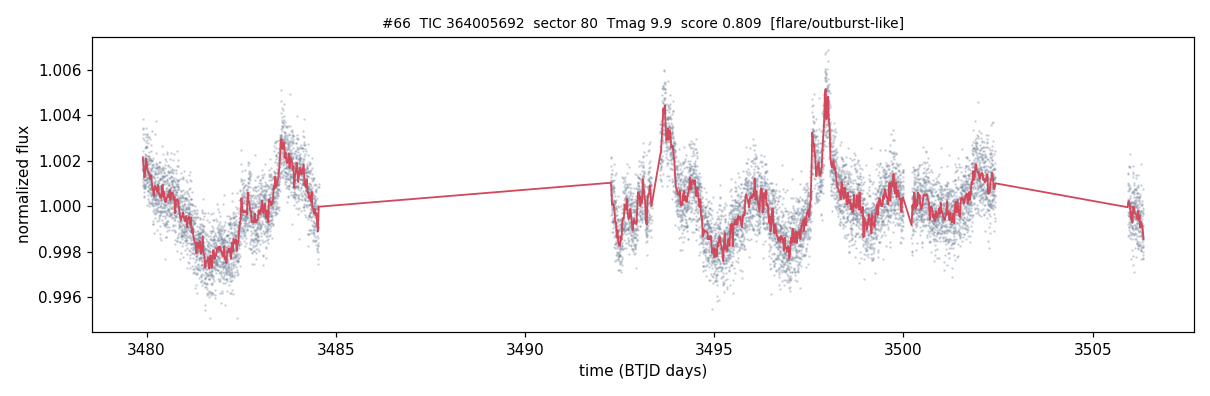 #66  TIC 364005692  sector 80  Tmag 9.9  score 0.809  [flare/outburst-like]
normalized flux
1.006
1.004
1.002
1.000
0.998
0.996
3480 3485 3490 3495 3500 3505
time (BTJD days)